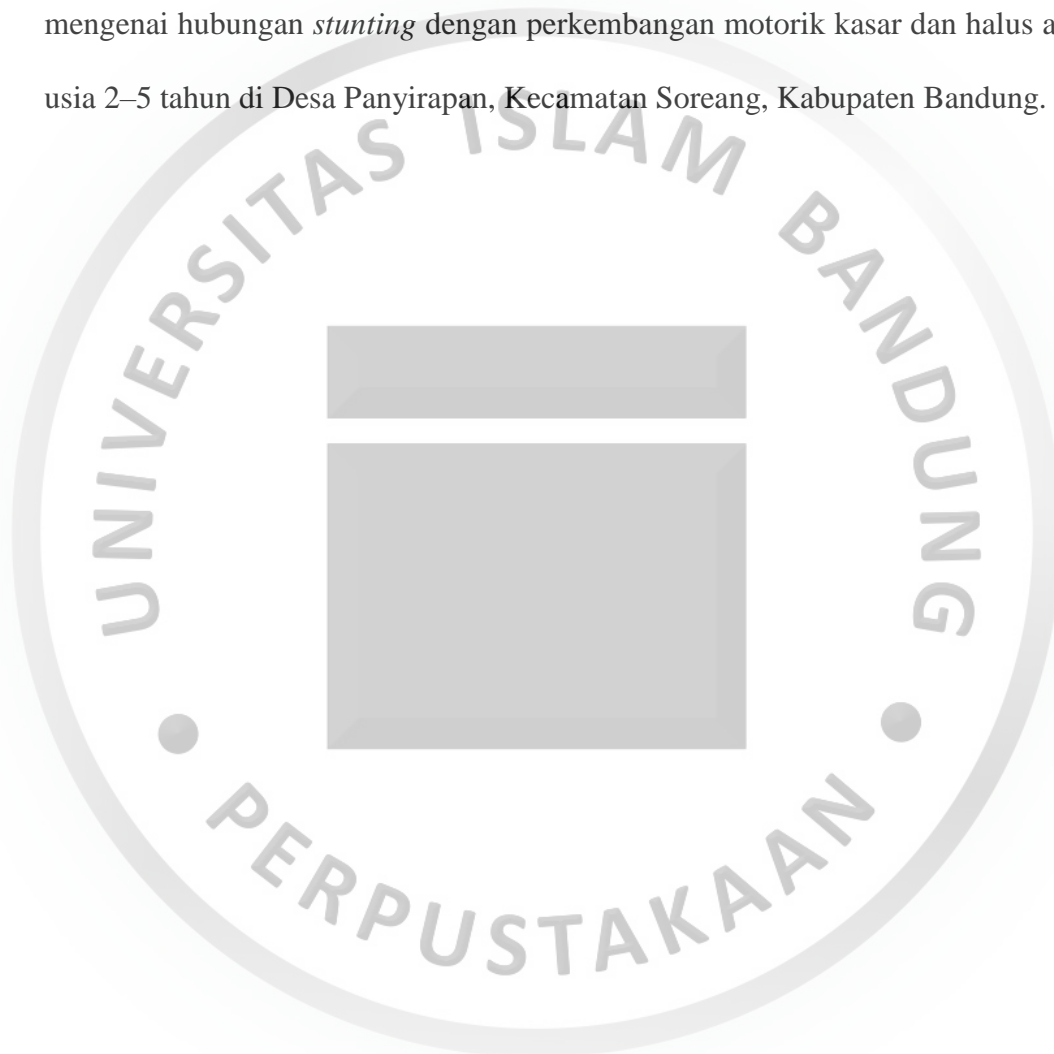 mengenai hubungan stunting dengan perkembangan motorik kasar dan halus a
usia 2–5 tahun di Desa Panyirapan, Kecamatan Soreang, Kabupaten Bandung.
UNIVERSITAS ISLAM BANDUNG
PERPUSTAKAAN